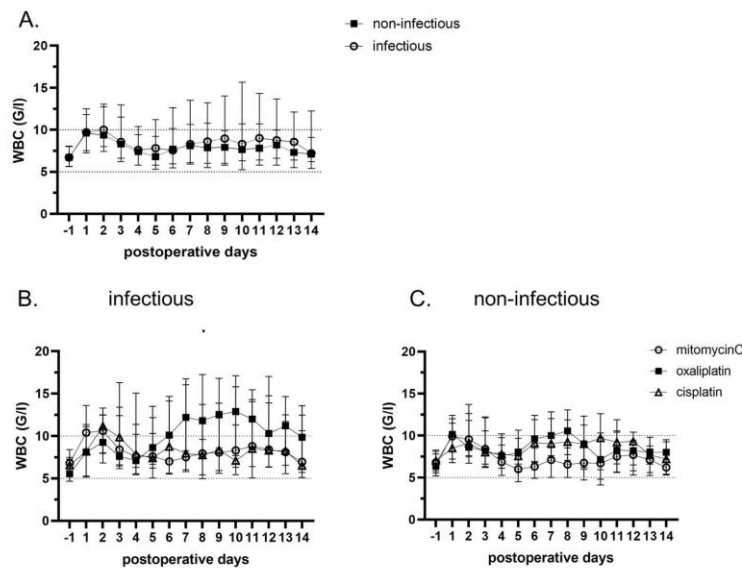 A.
non-infectious
infectious
20
15
10
5
0
WBC (G/l)
-1 1 2 3 4 5 6 7 8 9 10 11 12 13 14
postoperative days
B. infectious
20
15
10
5
0
WBC (G/l)
-1 1 2 3 4 5 6 7 8 9 10 11 12 13 14
postoperative days
C. non-infectious
mitomycinC
oxaliplatin
cisplatin
20
15
10
5
0
WBC (G/l)
-1 1 2 3 4 5 6 7 8 9 10 11 12 13 14
postoperative days